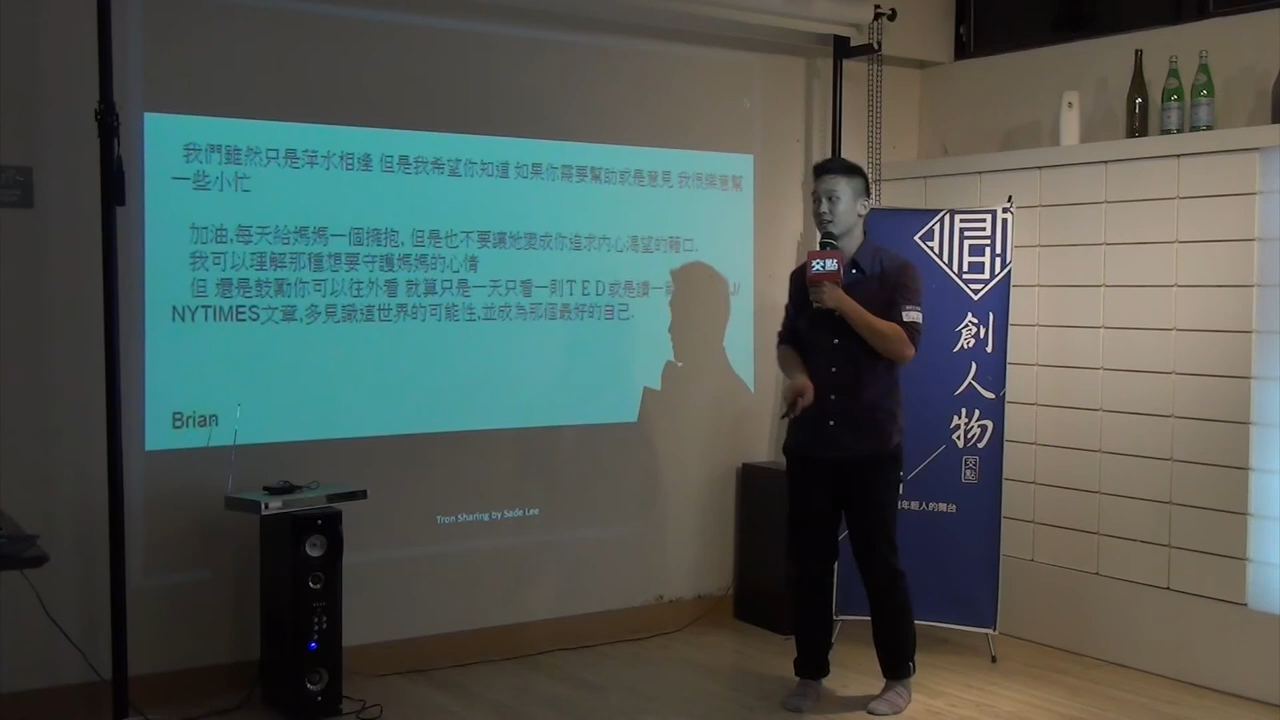 我們雖然只是萍水相逢 但是我希望你知道 如果你需要幫助或是意見 我很樂意幫
一些小忙
加油,每天給媽媽一個擁抱, 但是也不要讓她變成你追求內心渴望的藉口.
我可以理解那種想要守護媽媽的心情
但 還是鼓勵你可以往外看 就算只是一天只看一則TED或是讀一
NYTIMES文章,多見識這世界的可能性,並成為那個最好的自己.
Brian
Tron Sharing by Sade Lee
交點
創
創人物
交點
年輕人的舞台